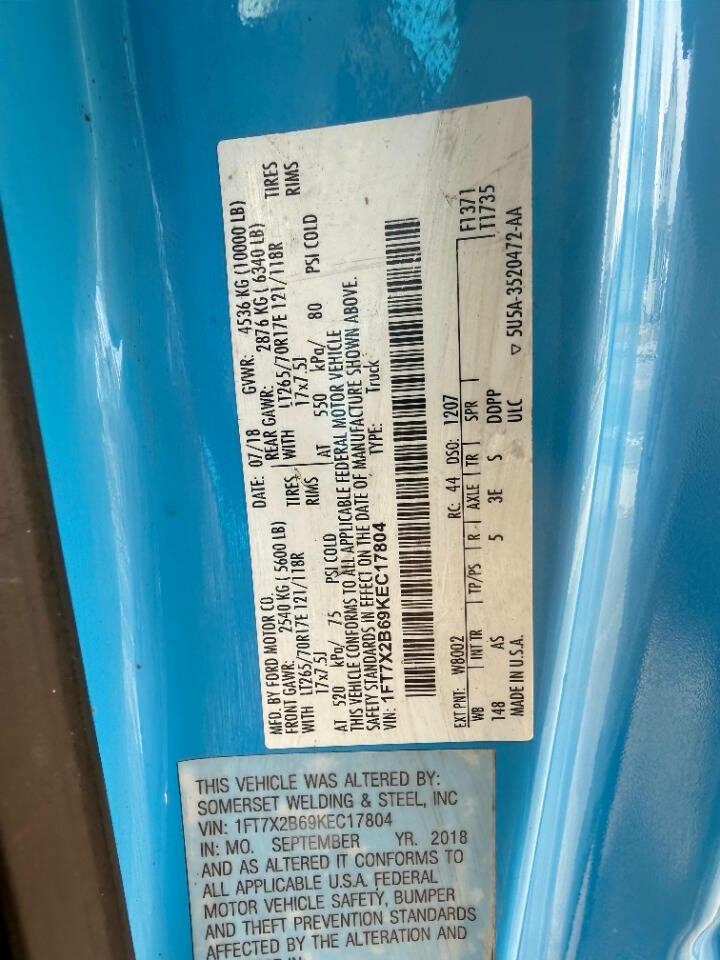 MFD. BY FORD MOTOR CO.
DATE: 07/18
GVWR: 4536 KG (10000 LB)
FRONT GAWR: 2540 KG ( 5600 LB)
REAR GAWR: 2876 KG ( 6340 LB)
WITH LT265/70R17E 121/118R TIRES
WITH LT265/70R17E 121/118R TIRES
17x7.5J RIMS
17x7.5J RIMS
AT 520 kPa/ 75 PSI COLD
AT 550 kPa/ 80 PSI COLD
THIS VEHICLE CONFORMS TO ALL APPLICABLE FEDERAL MOTOR VEHICLE
SAFETY STANDARDS IN EFFECT ON THE DATE OF MANUFACTURE SHOWN ABOVE.
VIN: 1FT7X2B69KEC17804
TYPE: Truck
F1371
T1735
EXT PNT: W8002 RC: 44 DSO: 1207
WB INT TR TP/PS R AXLE TR SPR
148 AS 5 3E S DDPP
MADE IN U.S.A. ULC
▽ 5U5A-3520472-AA
THIS VEHICLE WAS ALTERED BY:
SOMERSET WELDING & STEEL, INC
VIN: 1FT7X2B69KEC17804
IN: MO. SEPTEMBER YR. 2018
AND AS ALTERED IT CONFORMS TO
ALL APPLICABLE U.S.A. FEDERAL
MOTOR VEHICLE SAFETY, BUMPER
AND THEFT PREVENTION STANDARDS
AFFECTED BY THE ALTERATION AND